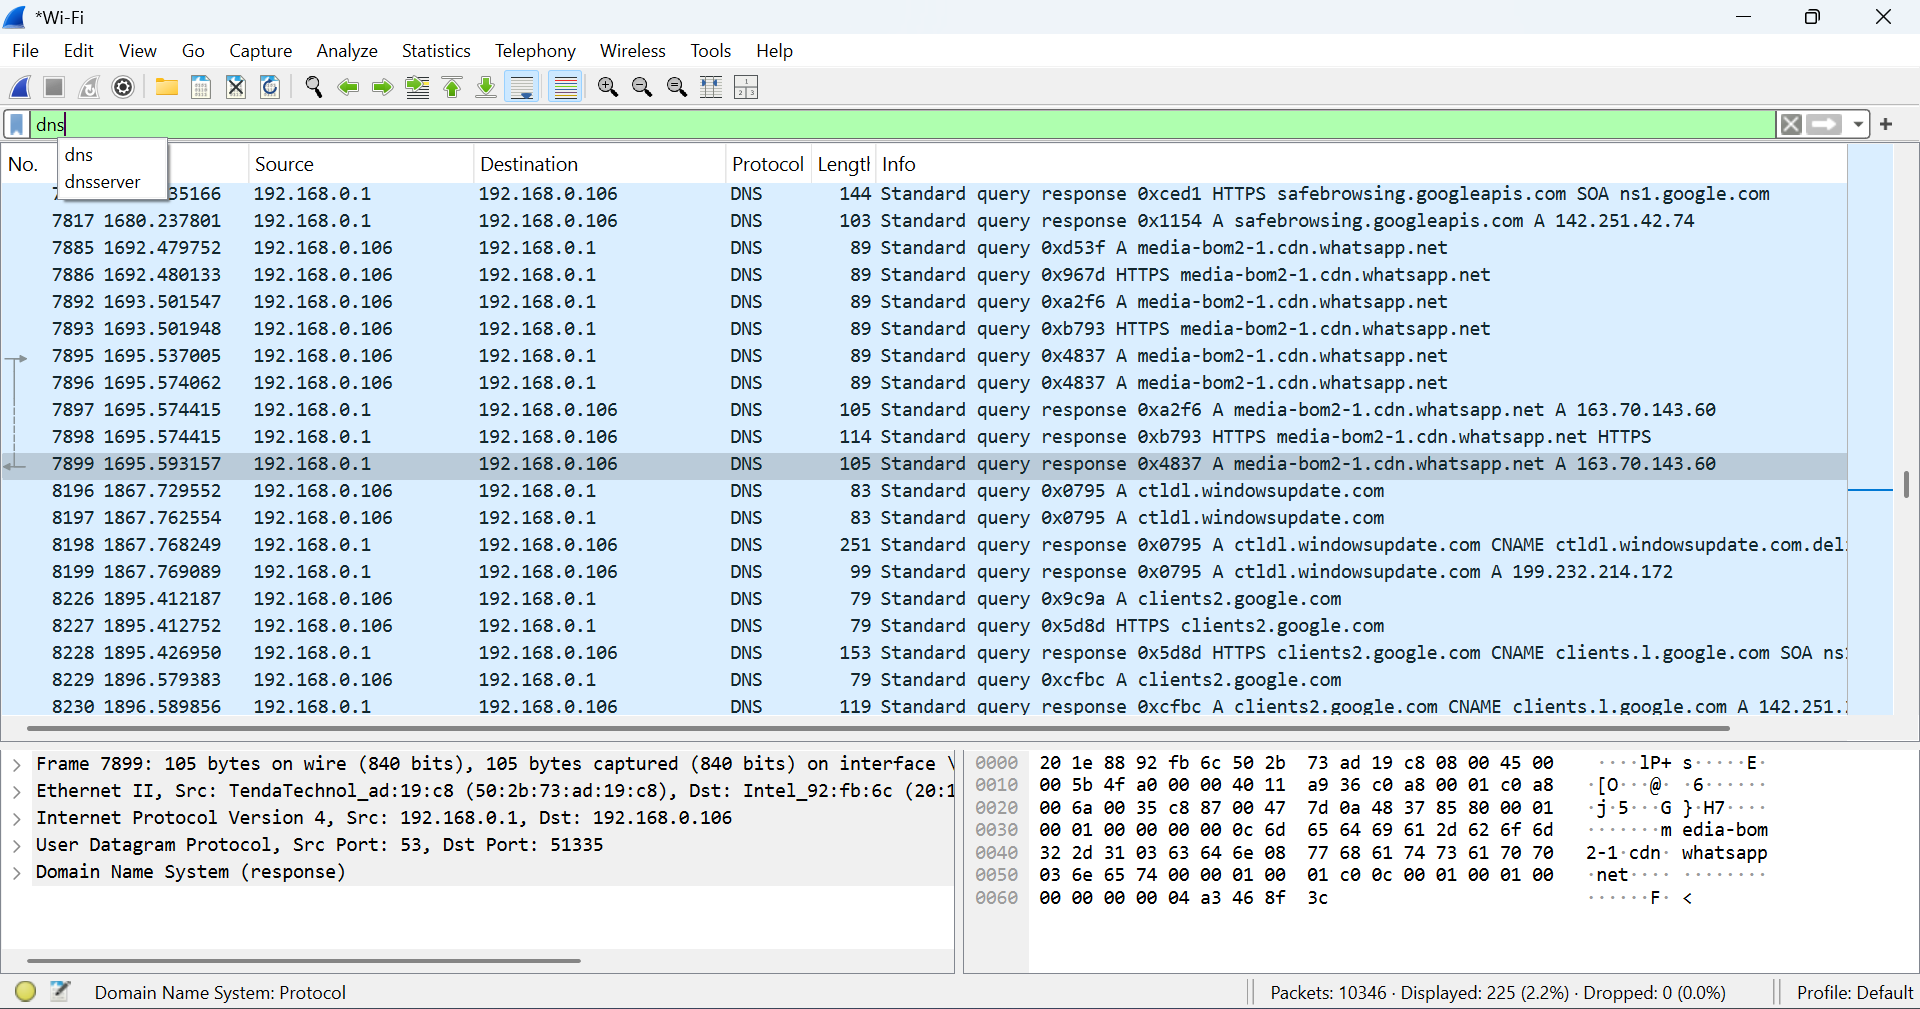 *Wi-Fi
File Edit View Go Capture Analyze Statistics Telephony Wireless Tools Help
dns
dns
dnsserver
No. Source Destination Protocol Length Info
7 35166 192.168.0.1 192.168.0.106 DNS 144 Standard query response 0xced1 HTTPS safebrowsing.googleapis.com SOA ns1.google.com
7817 1680.237801 192.168.0.1 192.168.0.106 DNS 103 Standard query response 0x1154 A safebrowsing.googleapis.com A 142.251.42.74
7885 1692.479752 192.168.0.106 192.168.0.1 DNS 89 Standard query 0xd53f A media-bom2-1.cdn.whatsapp.net
7886 1692.480133 192.168.0.106 192.168.0.1 DNS 89 Standard query 0x967d HTTPS media-bom2-1.cdn.whatsapp.net
7892 1693.501547 192.168.0.106 192.168.0.1 DNS 89 Standard query 0xa2f6 A media-bom2-1.cdn.whatsapp.net
7893 1693.501948 192.168.0.106 192.168.0.1 DNS 89 Standard query 0xb793 HTTPS media-bom2-1.cdn.whatsapp.net
7895 1695.537005 192.168.0.106 192.168.0.1 DNS 89 Standard query 0x4837 A media-bom2-1.cdn.whatsapp.net
7896 1695.574062 192.168.0.106 192.168.0.1 DNS 89 Standard query 0x4837 A media-bom2-1.cdn.whatsapp.net
7897 1695.574415 192.168.0.1 192.168.0.106 DNS 105 Standard query response 0xa2f6 A media-bom2-1.cdn.whatsapp.net A 163.70.143.60
7898 1695.574415 192.168.0.1 192.168.0.106 DNS 114 Standard query response 0xb793 HTTPS media-bom2-1.cdn.whatsapp.net HTTPS
7899 1695.593157 192.168.0.1 192.168.0.106 DNS 105 Standard query response 0x4837 A media-bom2-1.cdn.whatsapp.net A 163.70.143.60
8196 1867.729552 192.168.0.106 192.168.0.1 DNS 83 Standard query 0x0795 A ctldl.windowsupdate.com
8197 1867.762554 192.168.0.106 192.168.0.1 DNS 83 Standard query 0x0795 A ctldl.windowsupdate.com
8198 1867.768249 192.168.0.1 192.168.0.106 DNS 251 Standard query response 0x0795 A ctldl.windowsupdate.com CNAME ctldl.windowsupdate.com.del
8199 1867.769089 192.168.0.1 192.168.0.106 DNS 99 Standard query response 0x0795 A ctldl.windowsupdate.com A 199.232.214.172
8226 1895.412187 192.168.0.106 192.168.0.1 DNS 79 Standard query 0x9c9a A clients2.google.com
8227 1895.412752 192.168.0.106 192.168.0.1 DNS 79 Standard query 0x5d8d HTTPS clients2.google.com
8228 1895.426950 192.168.0.1 192.168.0.106 DNS 153 Standard query response 0x5d8d HTTPS clients2.google.com CNAME clients.l.google.com SOA ns
8229 1896.579383 192.168.0.106 192.168.0.1 DNS 79 Standard query 0xcfbc A clients2.google.com
8230 1896.589856 192.168.0.1 192.168.0.106 DNS 119 Standard query response 0xcfbc A clients2.google.com CNAME clients.l.google.com A 142.251.
Frame 7899: 105 bytes on wire (840 bits), 105 bytes captured (840 bits) on interface \
Ethernet II, Src: TendaTechnol_ad:19:c8 (50:2b:73:ad:19:c8), Dst: Intel_92:fb:6c (20:1
Internet Protocol Version 4, Src: 192.168.0.1, Dst: 192.168.0.106
User Datagram Protocol, Src Port: 53, Dst Port: 51335
Domain Name System (response)
0000 20 1e 88 92 fb 6c 50 2b 73 ad 19 c8 08 00 45 00 ····lP+ s·····E·
0010 00 5b 4f a0 00 00 40 11 a9 36 c0 a8 00 01 c0 a8 ·[O···@· ·6······
0020 00 6a 00 35 c8 87 00 47 7d 0a 48 37 85 80 00 01 ·j·5···G }·H7····
0030 00 01 00 00 00 00 0c 6d 65 64 69 61 2d 62 6f 6d ·······m edia-bom
0040 32 2d 31 03 63 64 6e 08 77 68 61 74 73 61 70 70 2-1·cdn· whatsapp
0050 03 6e 65 74 00 00 01 00 01 c0 0c 00 01 00 01 00 ·net···· ········
0060 00 00 00 00 04 a3 46 8f 3c ······F· <
Domain Name System: Protocol
Packets: 10346 · Displayed: 225 (2.2%) · Dropped: 0 (0.0%)
Profile: Default